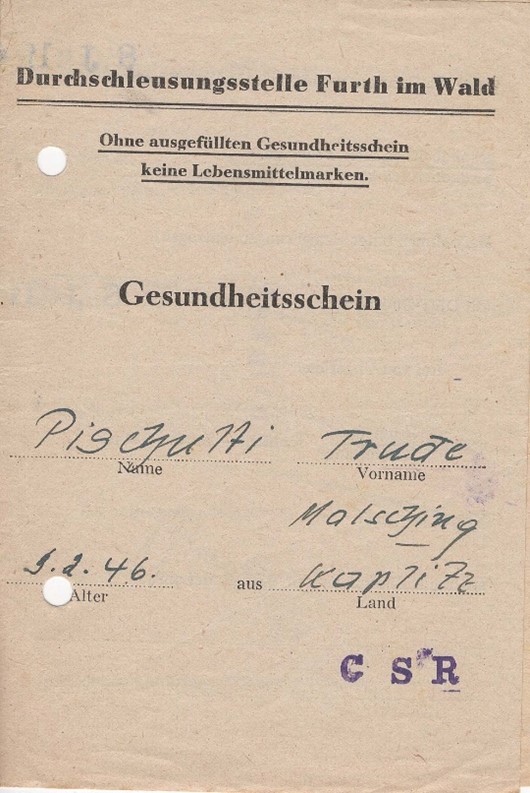 Durchschleusungsstelle Furth im Wald
Ohne ausgefüllten Gesundheitsschein
keine Lebensmittelmarken.
Gesundheitsschein
Trude
Name Vorname
Malsching
9.2.46. aus Kaplitz
Alter Land
CSR